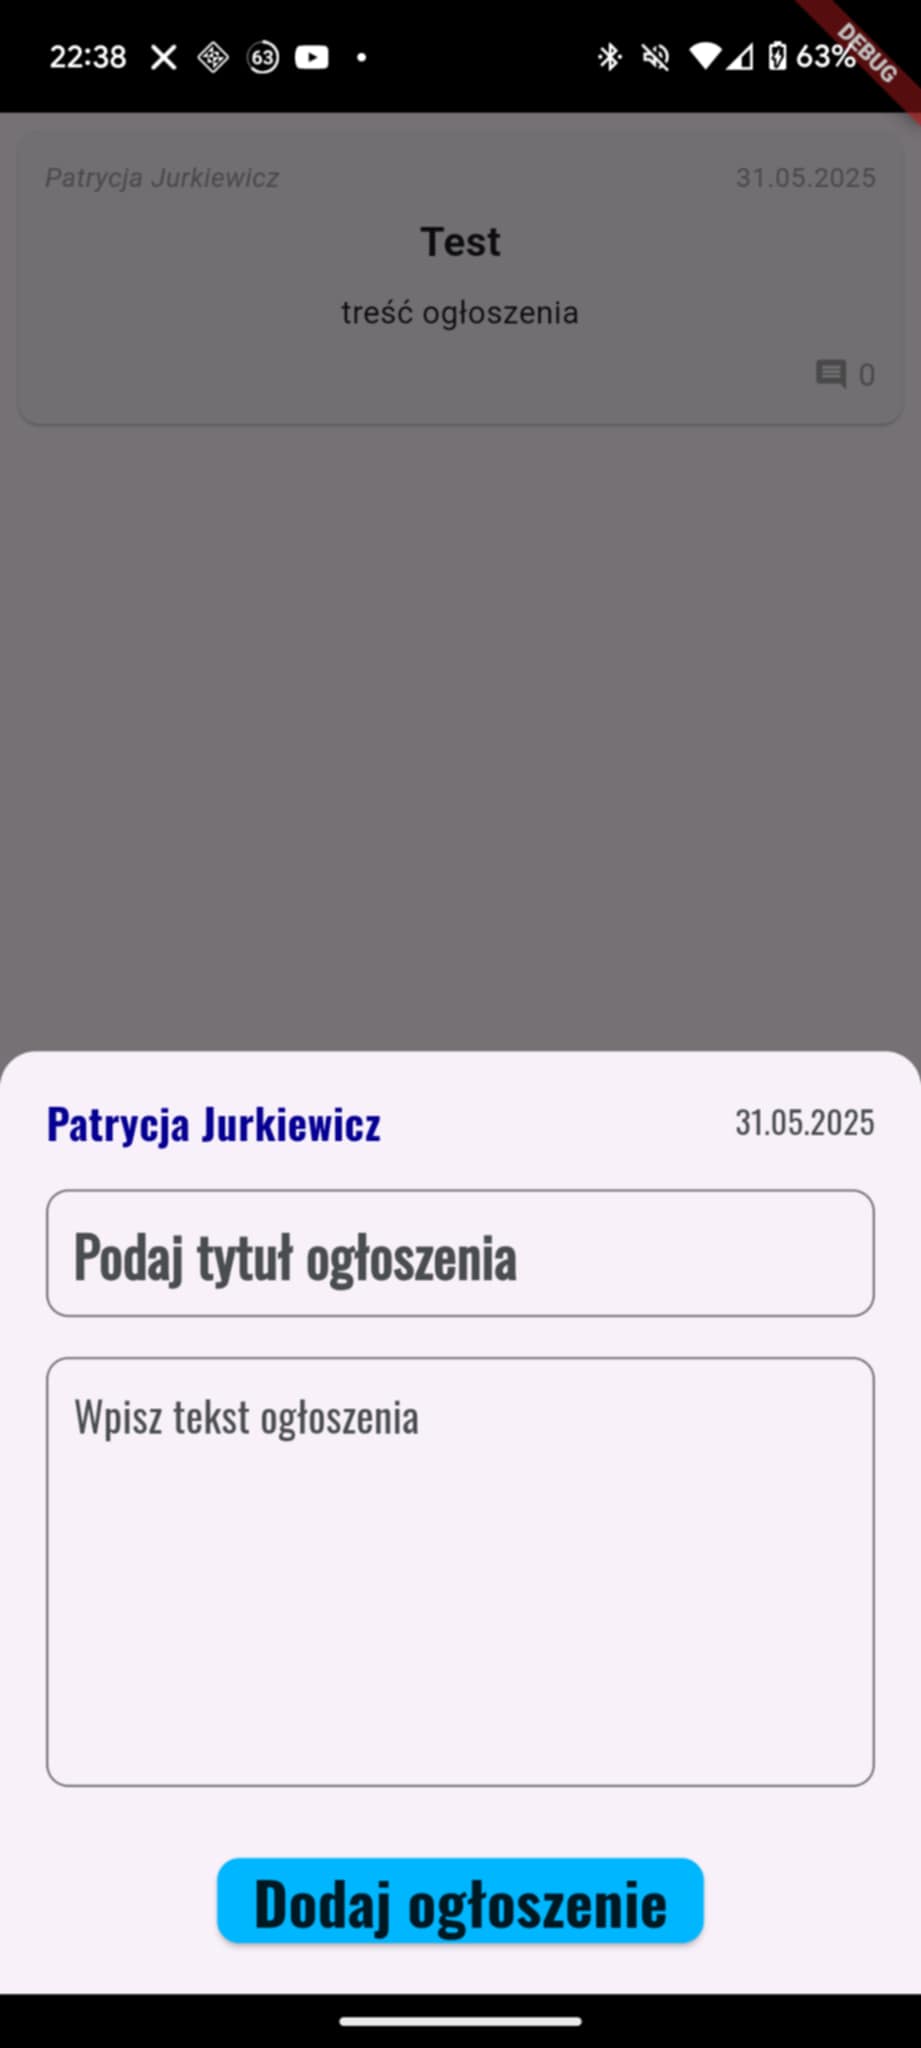 22:38 63 63%
DEBUG
Patrycja Jurkiewicz 31.05.2025
Test
treść ogłoszenia
0
Patrycja Jurkiewicz 31.05.2025
Podaj tytuł ogłoszenia
Wpisz tekst ogłoszenia
Dodaj ogłoszenie